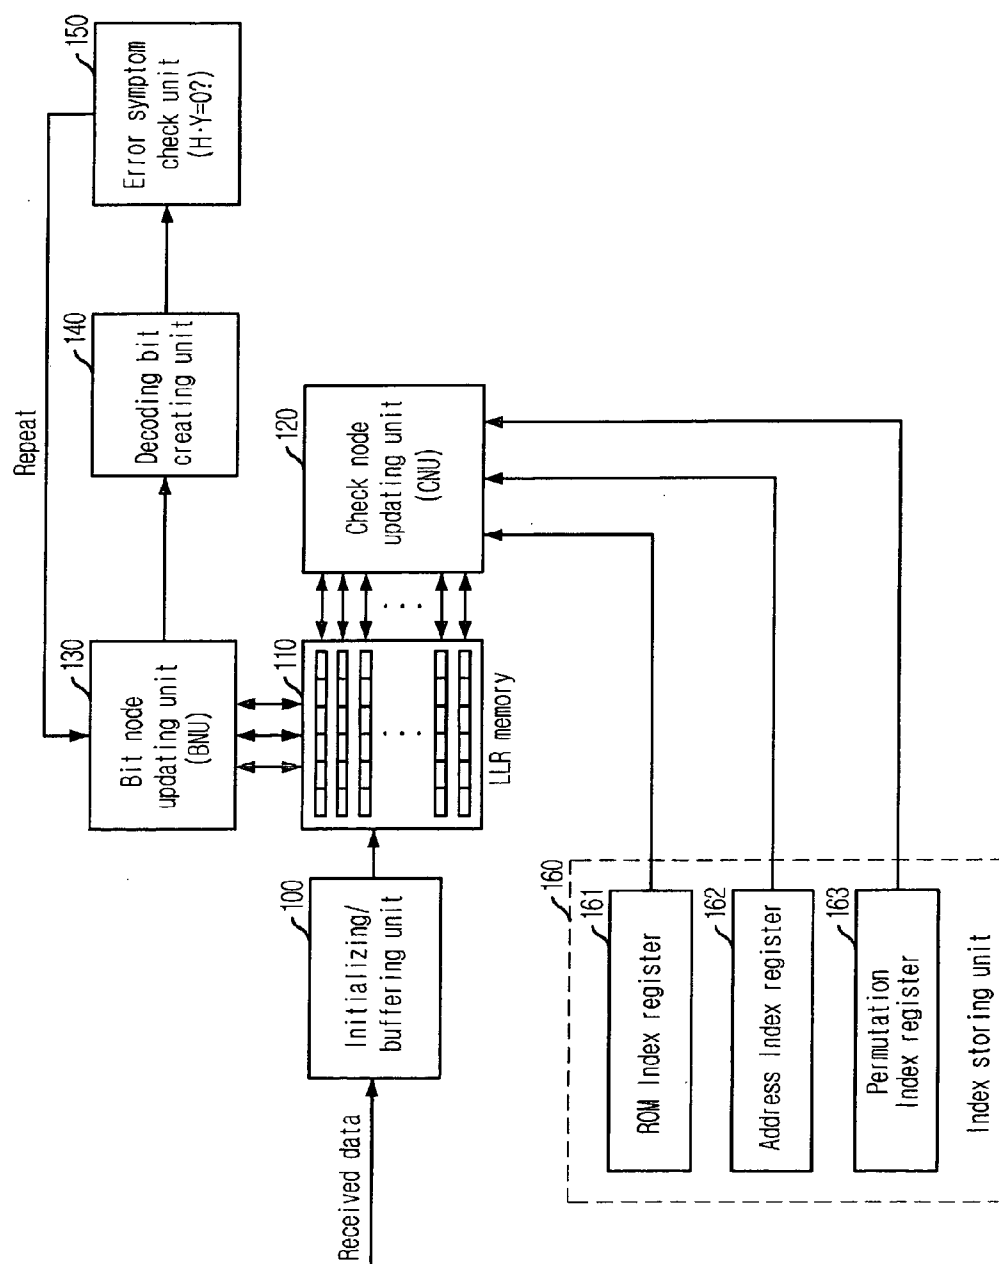 Repeat
150
Error symptom
check unit
(H·Y=0?)
140
Decoding bit
creating unit
130
Bit node
updating unit
(BNU)
120
Check node
updating unit
(CNU)
110
. . .
. . .
LLR memory
100
Initializing/
buffering unit
Received data
160
161
ROM Index register
162
Address Index register
163
Permutation
Index register
Index storing unit